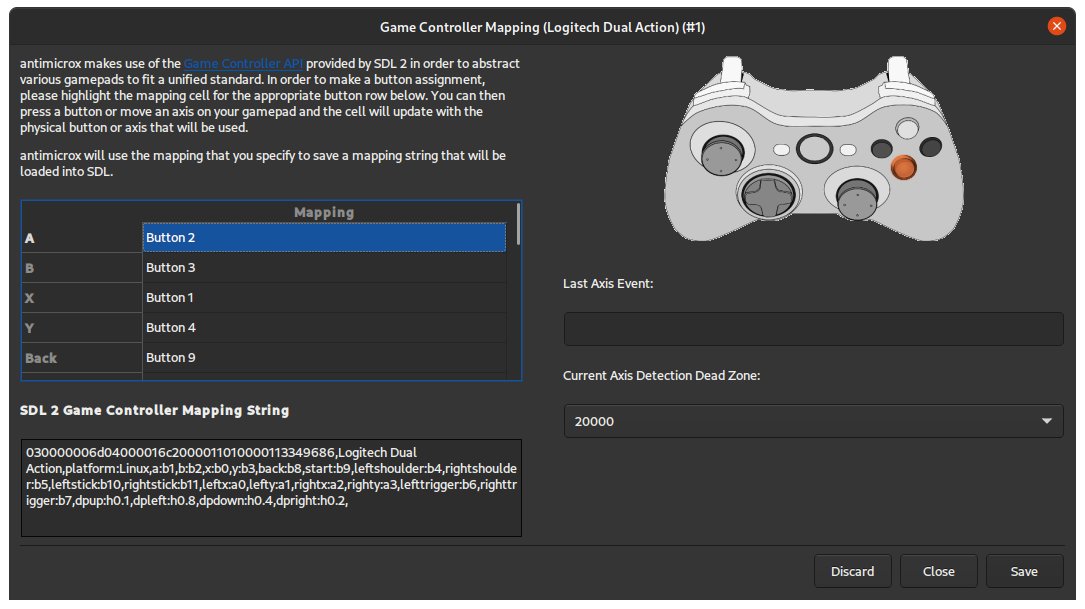 Game Controller Mapping (Logitech Dual Action) (#1)
antimicrox makes use of the Game Controller API provided by SDL 2 in order to abstract
various gamepads to fit a unified standard. In order to make a button assignment,
please highlight the mapping cell for the appropriate button row below. You can then
press a button or move an axis on your gamepad and the cell will update with the
physical button or axis that will be used.
antimicrox will use the mapping that you specify to save a mapping string that will be
loaded into SDL.
Mapping
A Button 2
B Button 3
X Button 1
Y Button 4
Back Button 9
SDL 2 Game Controller Mapping String
030000006d04000016c2000011010000113349686,Logitech Dual
Action,platform:Linux,a:b1,b:b2,x:b0,y:b3,back:b8,start:b9,leftshoulder:b4,rightshoulde
r:b5,leftstick:b10,rightstick:b11,leftx:a0,lefty:a1,rightx:a2,righty:a3,lefttrigger:b6,righttr
igger:b7,dpup:h0.1,dpleft:h0.8,dpdown:h0.4,dpright:h0.2,
Last Axis Event:
Current Axis Detection Dead Zone:
20000
Discard Close Save